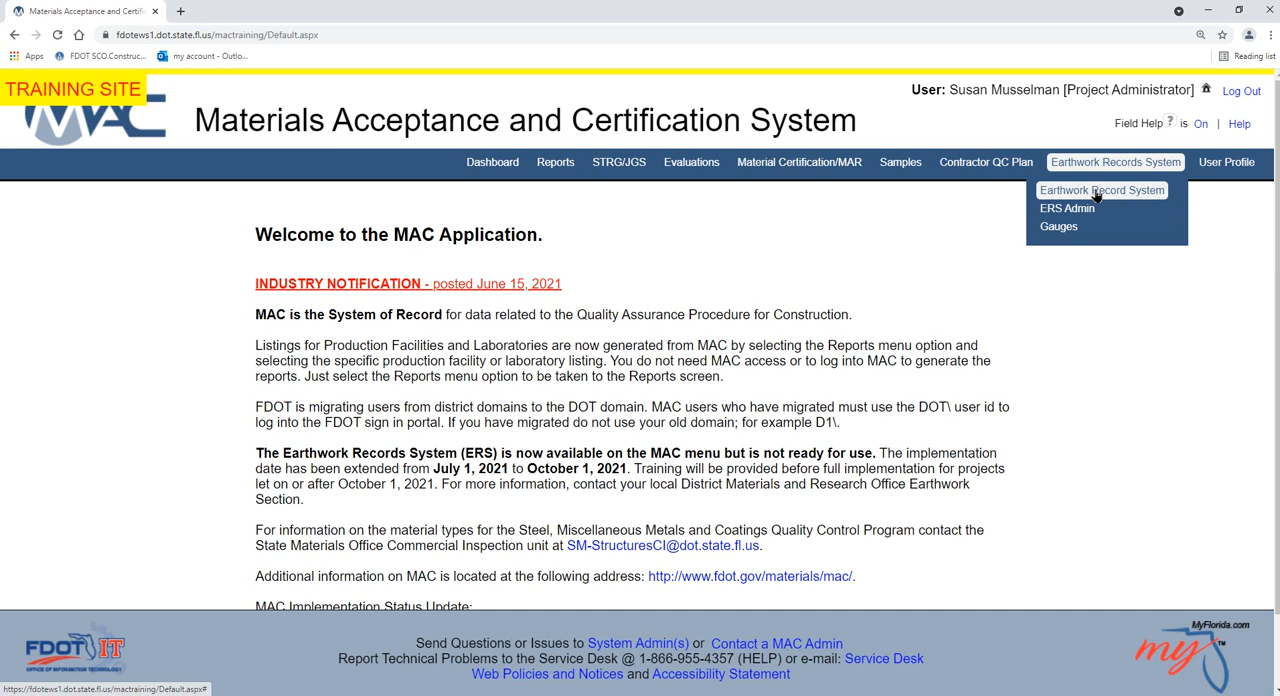 Materials Acceptance and Certifi
fdotews1.dot.state.fl.us/mactraining/Default.aspx
Apps FDOT SCO.Construc... my account - Outlo... Reading list
TRAINING SITE
MAC
Materials Acceptance and Certification System
User: Susan Musselman [Project Administrator] Log Out
Field Help ? is On | Help
Dashboard Reports STRG/JGS Evaluations Material Certification/MAR Samples Contractor QC Plan Earthwork Records System User Profile
Earthwork Record System
ERS Admin
Gauges
Welcome to the MAC Application.
INDUSTRY NOTIFICATION - posted June 15, 2021
MAC is the System of Record for data related to the Quality Assurance Procedure for Construction.
Listings for Production Facilities and Laboratories are now generated from MAC by selecting the Reports menu option and
selecting the specific production facility or laboratory listing. You do not need MAC access or to log into MAC to generate the
reports. Just select the Reports menu option to be taken to the Reports screen.
FDOT is migrating users from district domains to the DOT domain. MAC users who have migrated must use the DOT\ user id to
log into the FDOT sign in portal. If you have migrated do not use your old domain; for example D1\.
The Earthwork Records System (ERS) is now available on the MAC menu but is not ready for use. The implementation
date has been extended from July 1, 2021 to October 1, 2021. Training will be provided before full implementation for projects
let on or after October 1, 2021. For more information, contact your local District Materials and Research Office Earthwork
Section.
For information on the material types for the Steel, Miscellaneous Metals and Coatings Quality Control Program contact the
State Materials Office Commercial Inspection unit at SM-StructuresCI@dot.state.fl.us.
Additional information on MAC is located at the following address: http://www.fdot.gov/materials/mac/.
MAC Implementation Status Update:
FDOT IT
OFFICE OF INFORMATION TECHNOLOGY
Send Questions or Issues to System Admin(s) or Contact a MAC Admin
Report Technical Problems to the Service Desk @ 1-866-955-4357 (HELP) or e-mail: Service Desk
Web Policies and Notices and Accessibility Statement
MyFlorida.com
my TM
https://fdotews1.dot.state.fl.us/mactraining/Default.aspx#